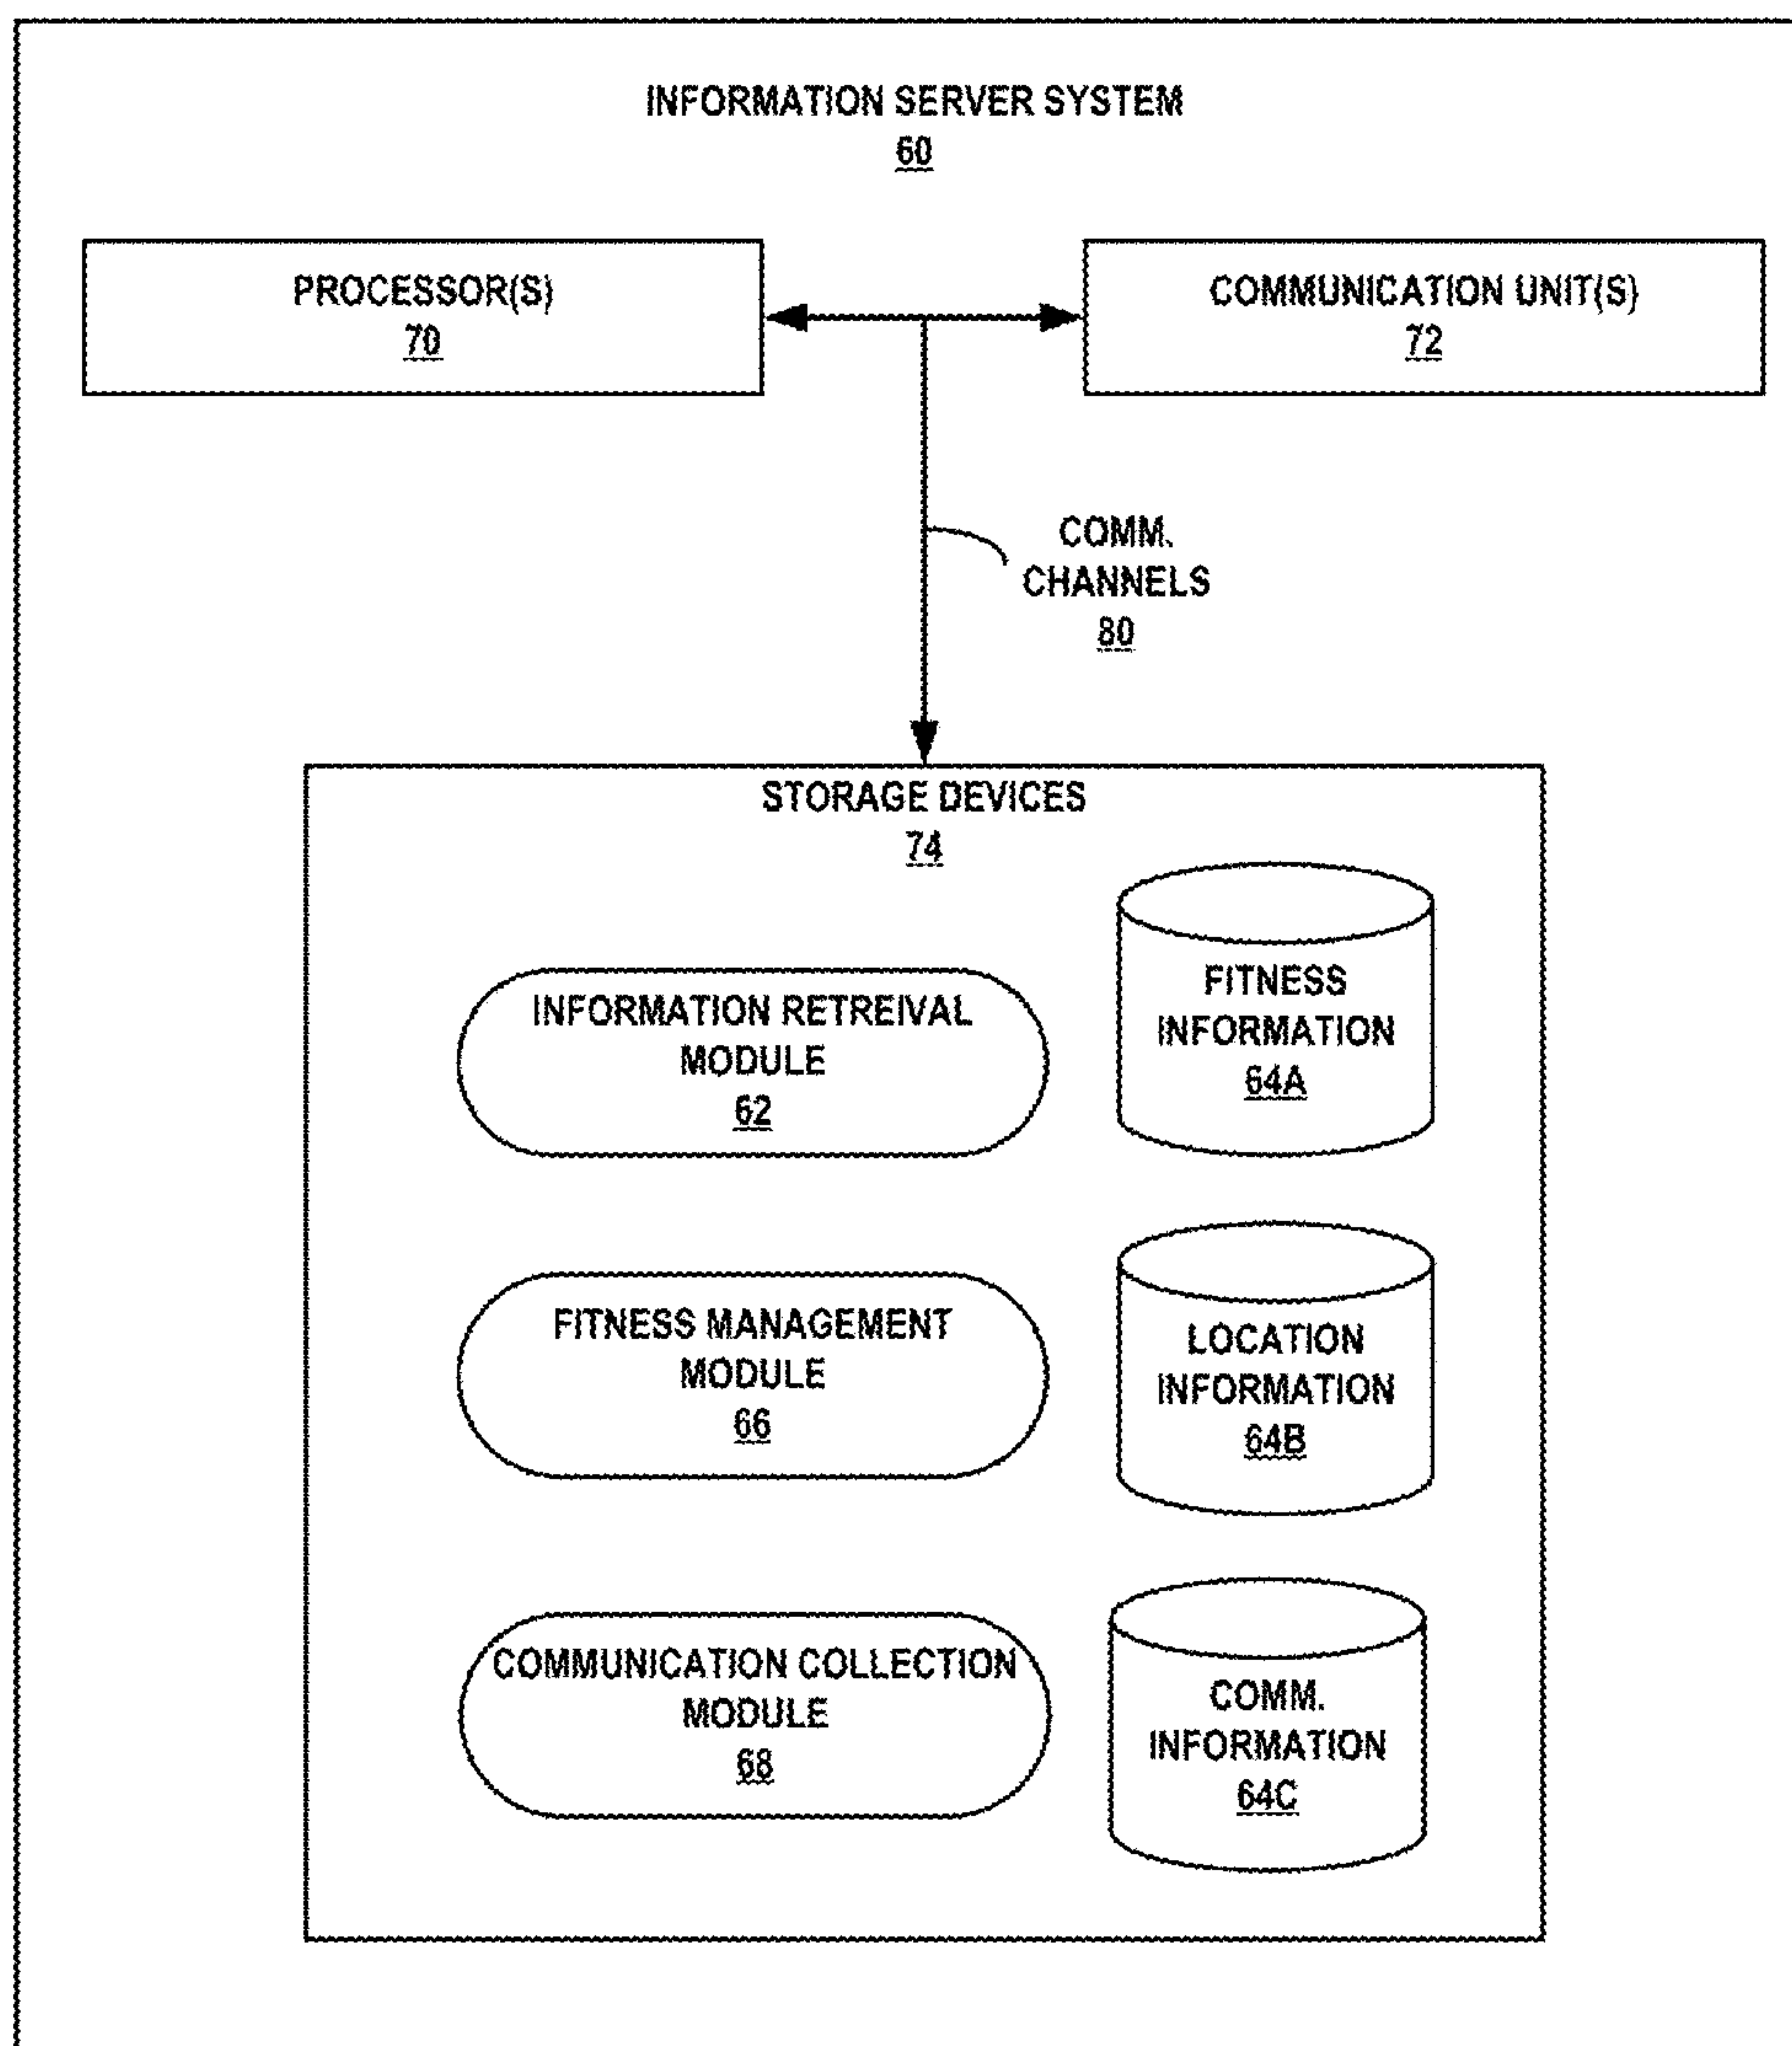 INFORMATION SERVER SYSTEM
60
PROCESSOR(S)
70
COMMUNICATION UNIT(S)
72
COMM.
CHANNELS
80
STORAGE DEVICES
74
INFORMATION RETREIVAL
MODULE
62
FITNESS
INFORMATION
64A
FITNESS MANAGEMENT
MODULE
66
LOCATION
INFORMATION
64B
COMMUNICATION COLLECTION
MODULE
68
COMM.
INFORMATION
64C